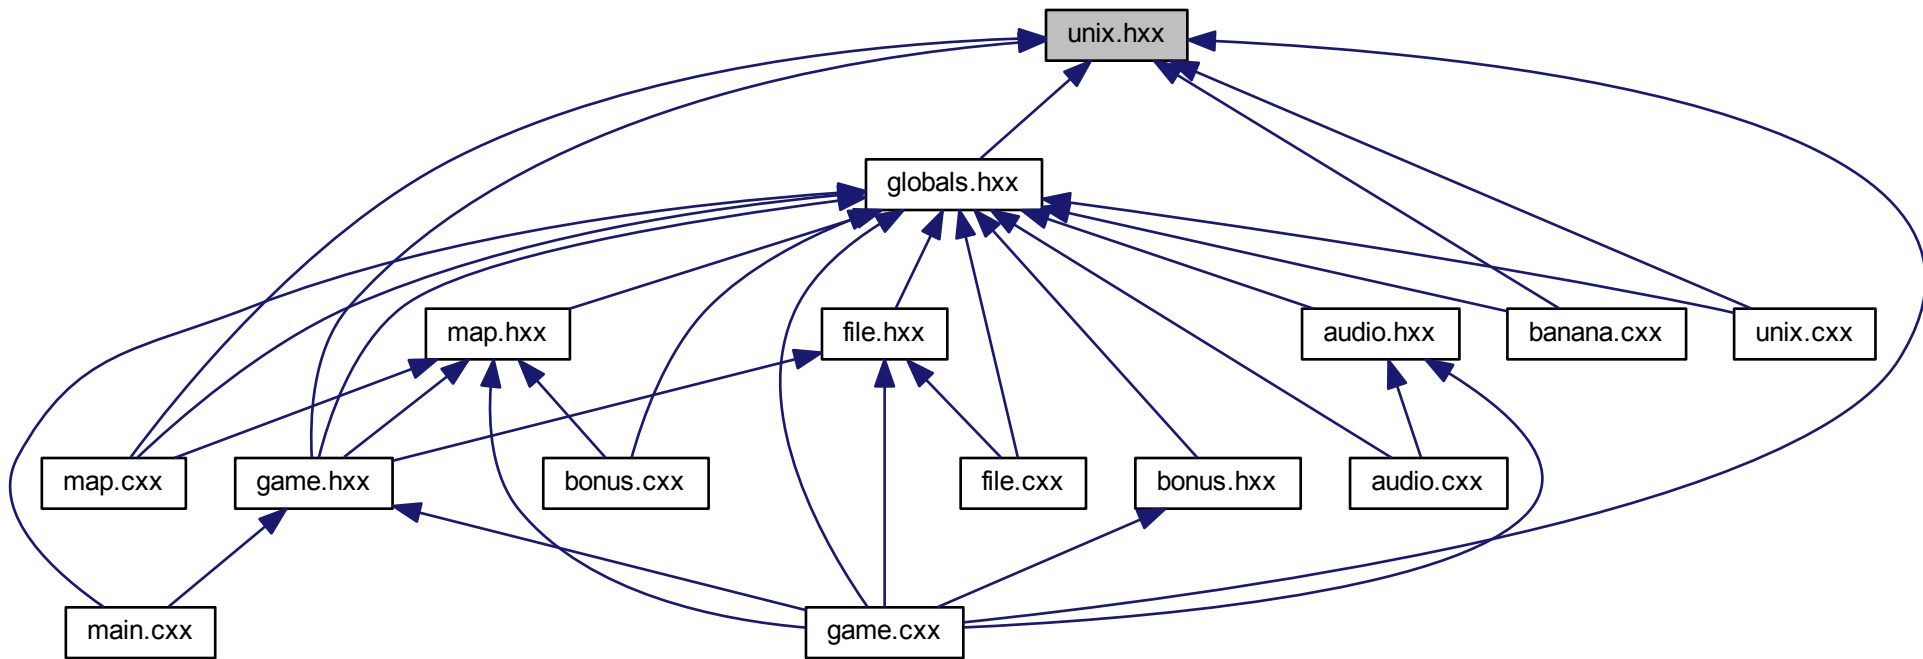 unix.hxx
globals.hxx
map.hxx
file.hxx
audio.hxx
banana.cxx
unix.cxx
map.cxx
game.hxx
bonus.cxx
file.cxx
bonus.hxx
audio.cxx
main.cxx
game.cxx